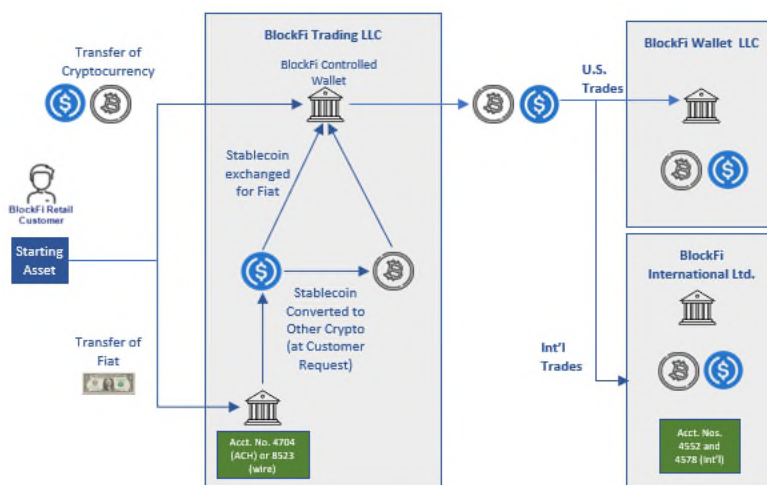 Transfer of
Cryptocurrency
BlockFi Retail
Customer
Starting
Asset
Transfer of
Fiat
BlockFi Trading LLC
BlockFi Controlled
Wallet
Stablecoin
exchanged
for Fiat
Stablecoin
Converted to
Other Crypto
(at Customer
Request)
Acct. No. 4704
(ACH) or 8523
(wire)
U.S.
Trades
Int'l
Trades
BlockFi Wallet LLC
BlockFi
International Ltd.
Acct. Nos.
4552 and
4578 (Int'l)